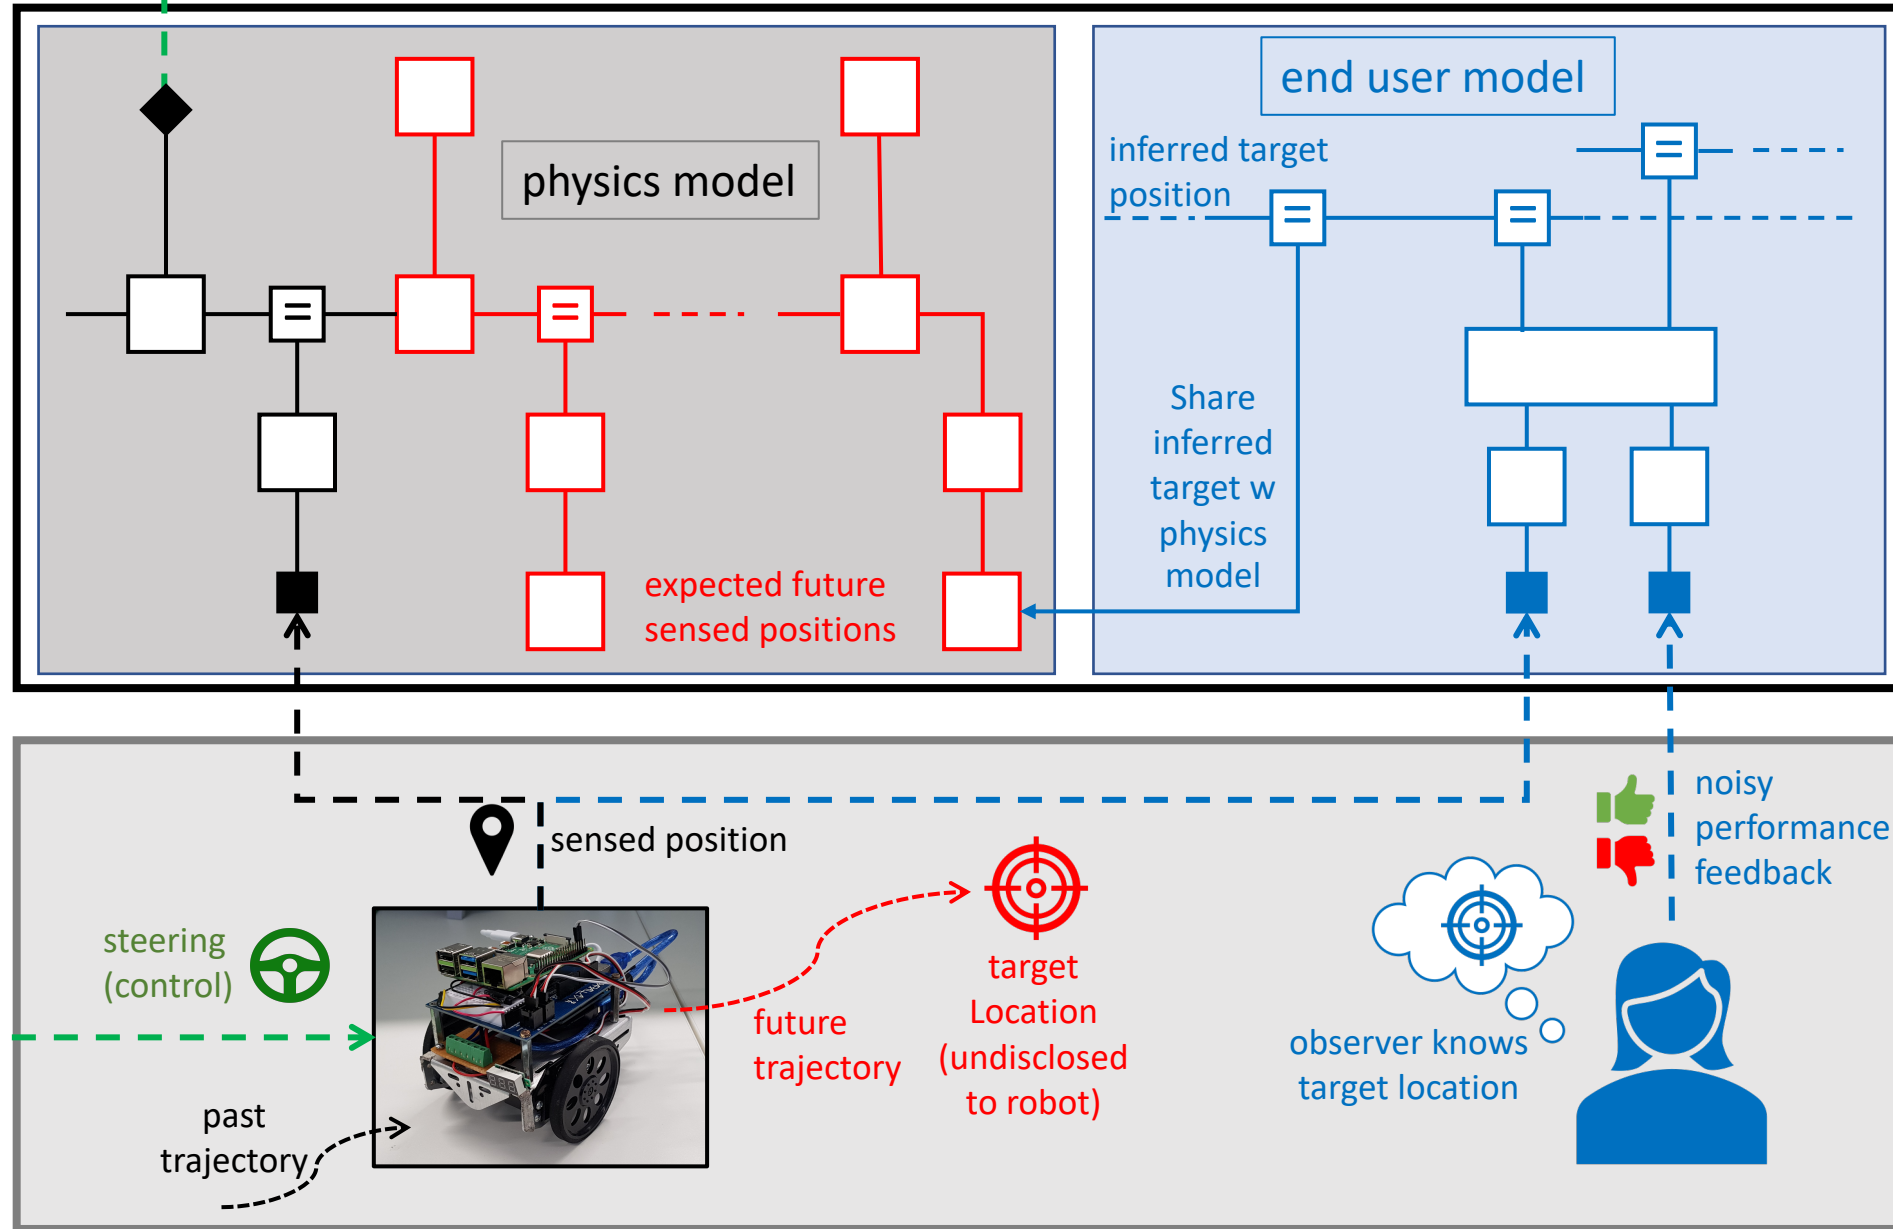 physics model
end user model
inferred target
position
=
=
=
=
=
Share
inferred
target w
physics
model
expected future
sensed positions
sensed position
noisy
performance
feedback
steering
(control)
future
trajectory
target
Location
(undisclosed
to robot)
observer knows
target location
past
trajectory